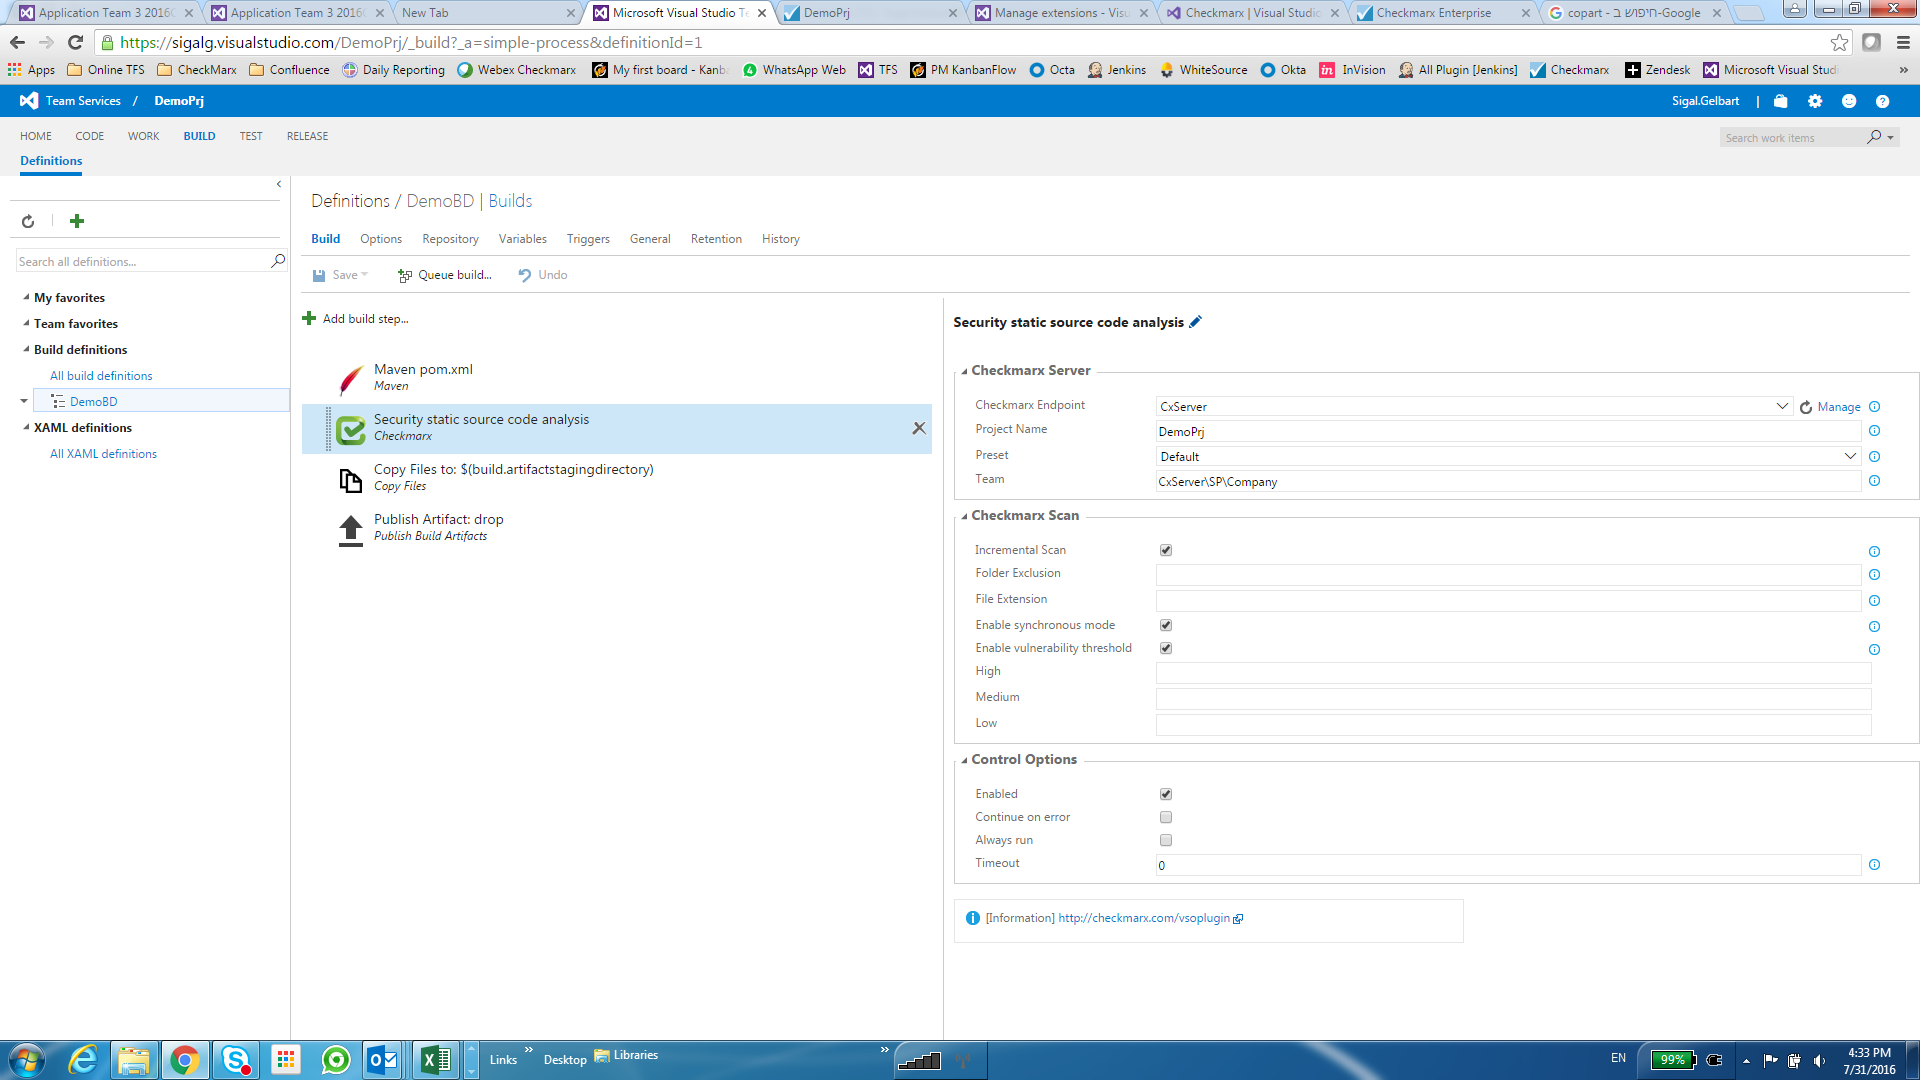 Application Team 3 2016
Application Team 3 2016
New Tab
Microsoft Visual Studio Te
DemoPrj
Manage extensions - Visu
Checkmarx | Visual Studio
Checkmarx Enterprise
copart - חיפוש ב-Google
https://sigalg.visualstudio.com/DemoPrj/_build?_a=simple-process&definitionId=1
Apps
Online TFS
CheckMarx
Confluence
Daily Reporting
Webex Checkmarx
My first board - Kanb
WhatsApp Web
TFS
PM KanbanFlow
Octa
Jenkins
WhiteSource
Okta
in InVision
All Plugin [Jenkins]
Checkmarx
Zendesk
Microsoft Visual Studi
»
Team Services / DemoPrj
Sigal.Gelbart |
HOME CODE WORK BUILD TEST RELEASE
Search work items
Definitions
Definitions / DemoBD | Builds
Build Options Repository Variables Triggers General Retention History
Save Queue build... Undo
Search all definitions...
My favorites
Team favorites
Build definitions
All build definitions
DemoBD
XAML definitions
All XAML definitions
Add build step...
Maven pom.xml
Maven
Security static source code analysis
Checkmarx
Copy Files to: $(build.artifactstagingdirectory)
Copy Files
Publish Artifact: drop
Publish Build Artifacts
Security static source code analysis
Checkmarx Server
Checkmarx Endpoint CxServer Manage
Project Name DemoPrj
Preset Default
Team CxServer\SP\Company
Checkmarx Scan
Incremental Scan
Folder Exclusion
File Extension
Enable synchronous mode
Enable vulnerability threshold
High
Medium
Low
Control Options
Enabled
Continue on error
Always run
Timeout 0
[Information] http://checkmarx.com/vsoplugin
Links » Desktop Libraries »
EN
99%
4:33 PM
7/31/2016